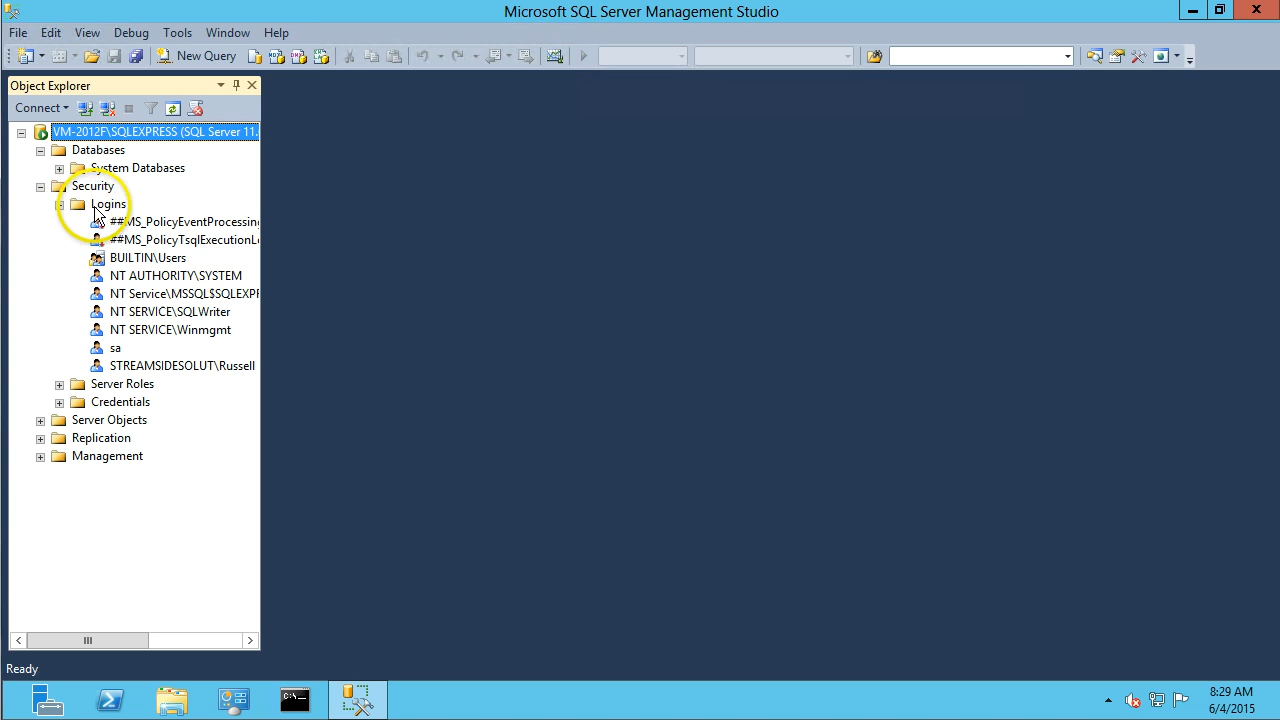 Microsoft SQL Server Management Studio
File Edit View Debug Tools Window Help
New Query
Object Explorer
Connect
VM-2012F\SQLEXPRESS (SQL Server 11.
Databases
System Databases
Security
Logins
##MS_PolicyEventProcessing
##MS_PolicyTsqlExecutionLo
BUILTIN\Users
NT AUTHORITY\SYSTEM
NT Service\MSSQL$SQLEXPR
NT SERVICE\SQLWriter
NT SERVICE\Winmgmt
sa
STREAMSIDESOLUT\Russell
Server Roles
Credentials
Server Objects
Replication
Management
Ready
8:29 AM
6/4/2015